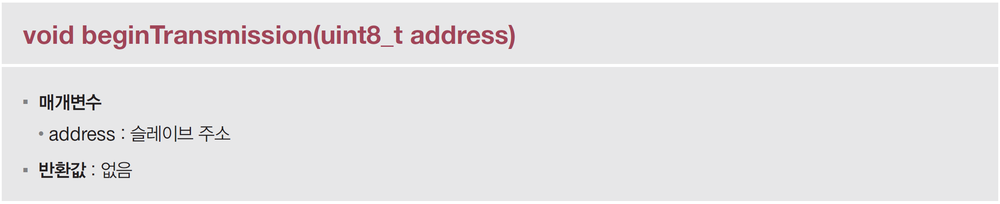 void beginTransmission(uint8_t address)
▪ 매개변수
• address : 슬레이브 주소
▪ 반환값 : 없음